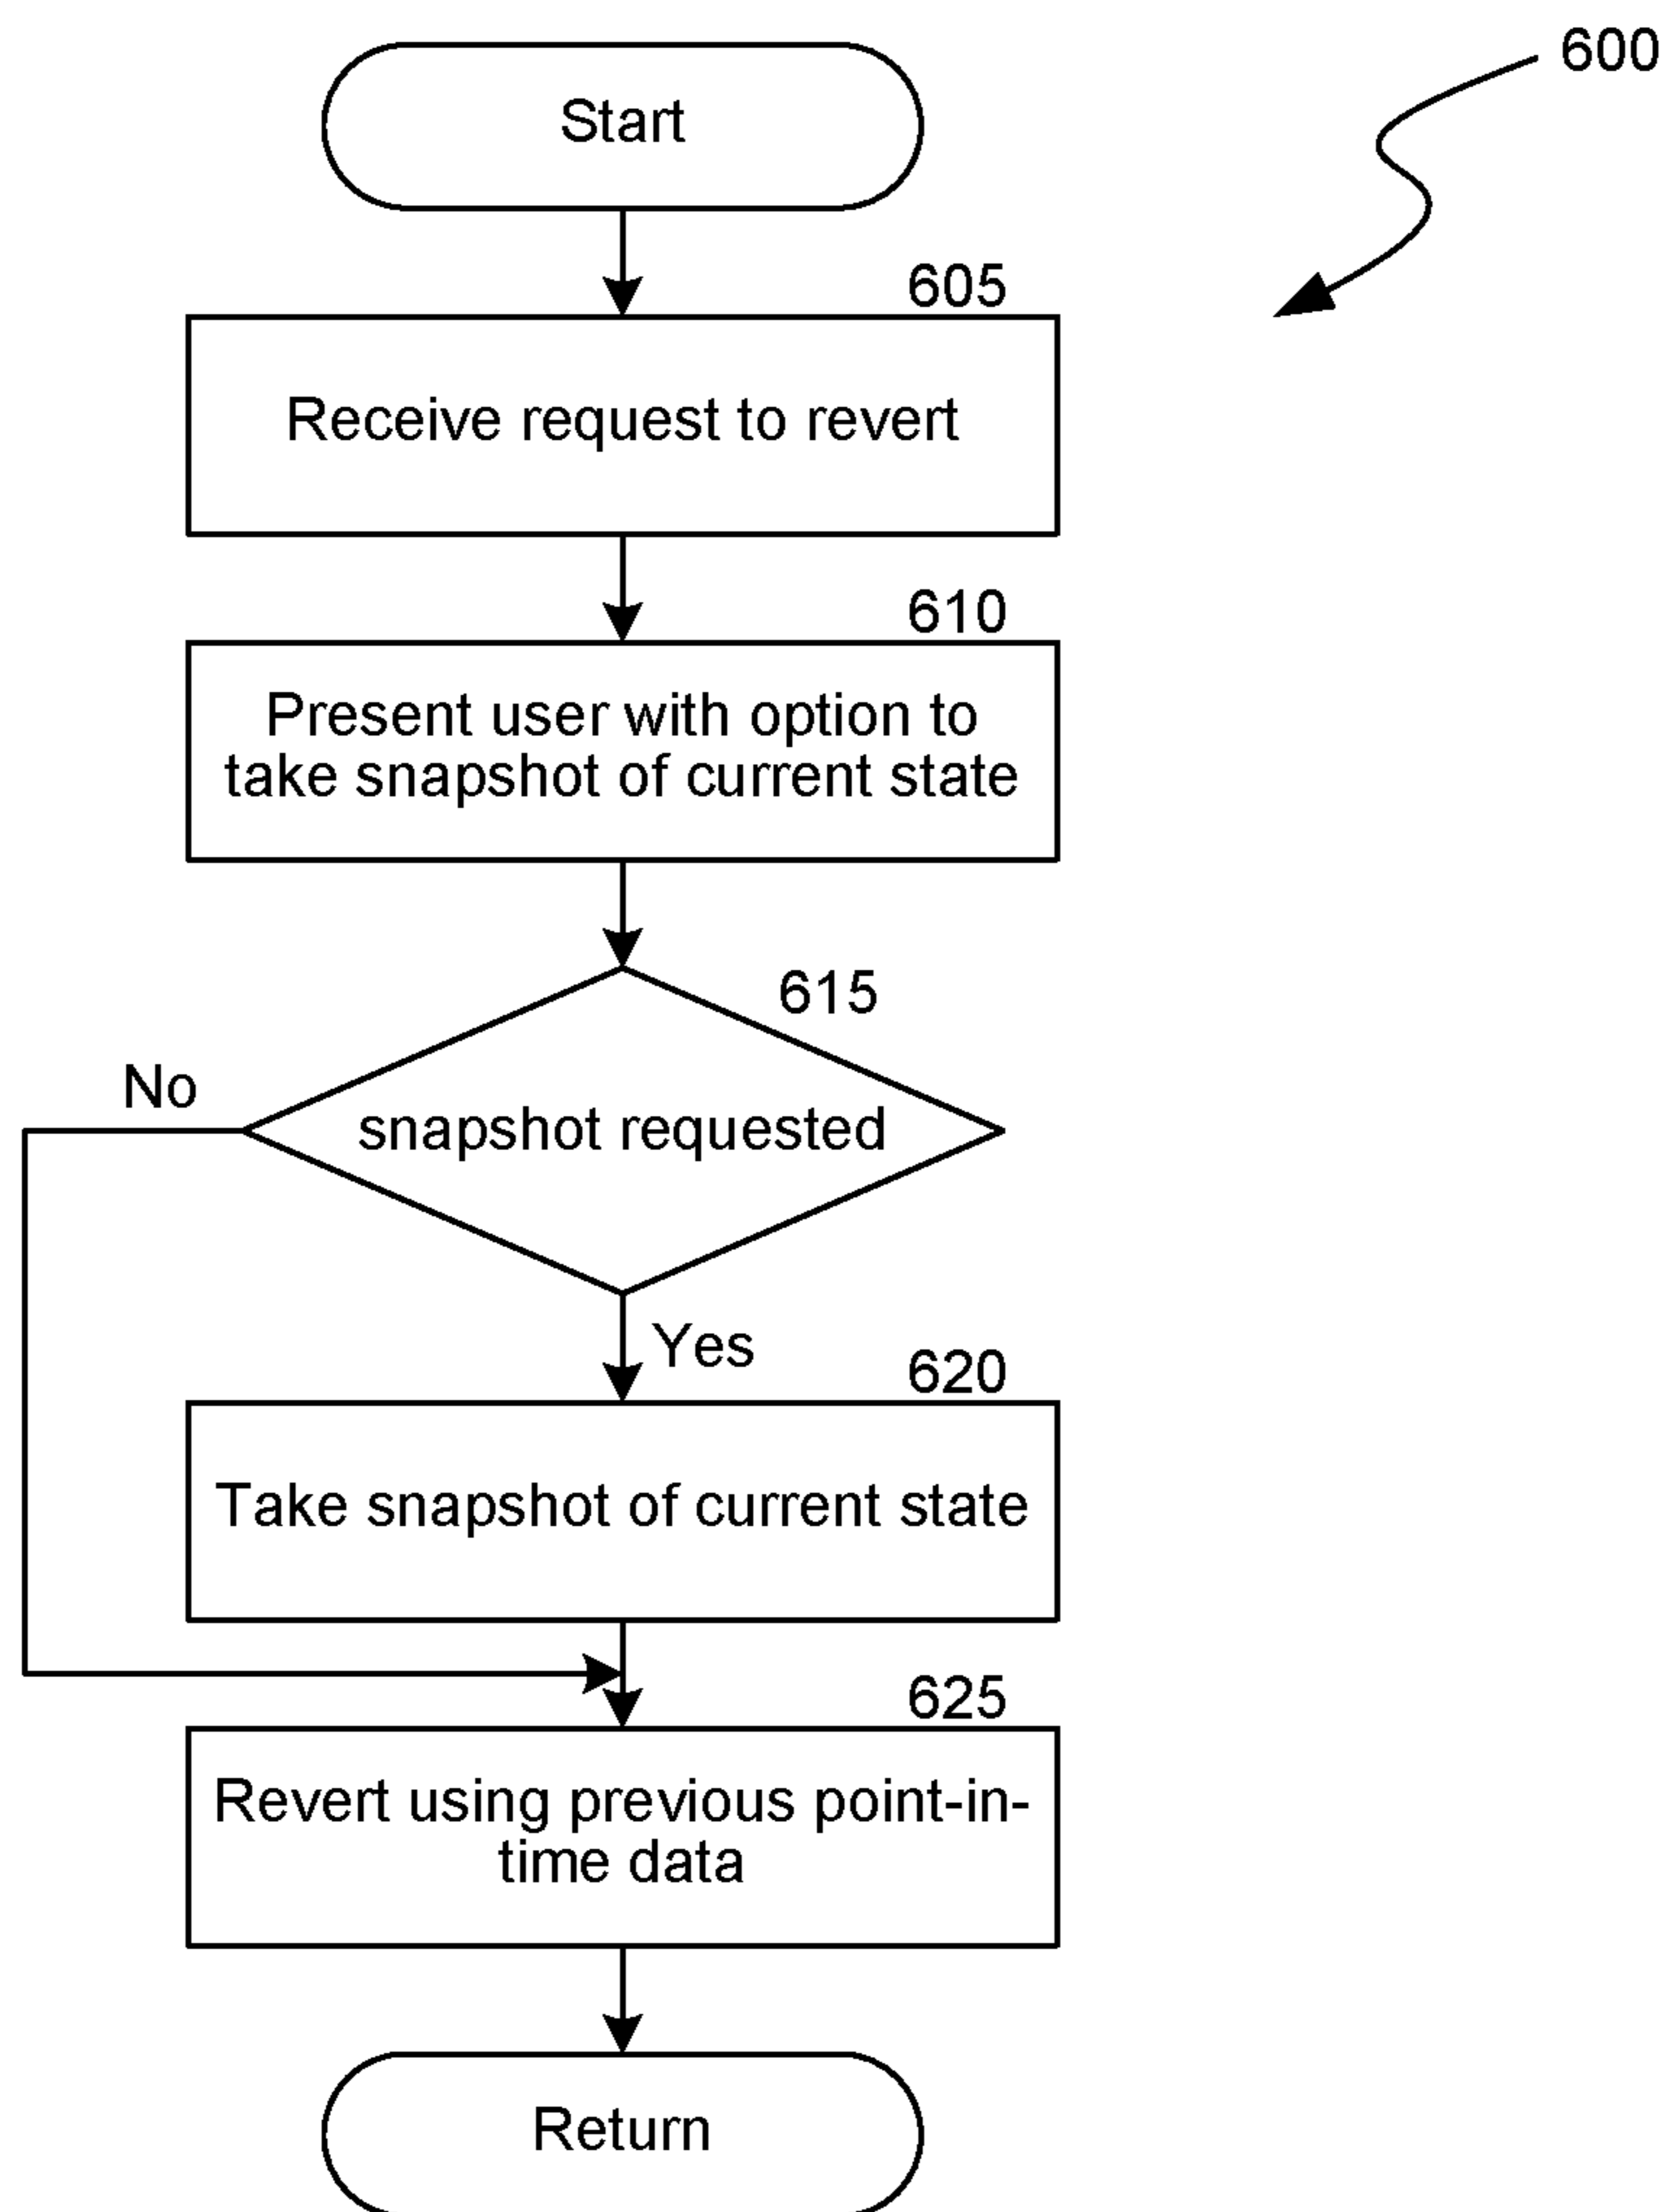 600
Start
605
Receive request to revert
610
Present user with option to
take snapshot of current state
615
No
snapshot requested
Yes
620
Take snapshot of current state
625
Revert using previous point-in-
time data
Return